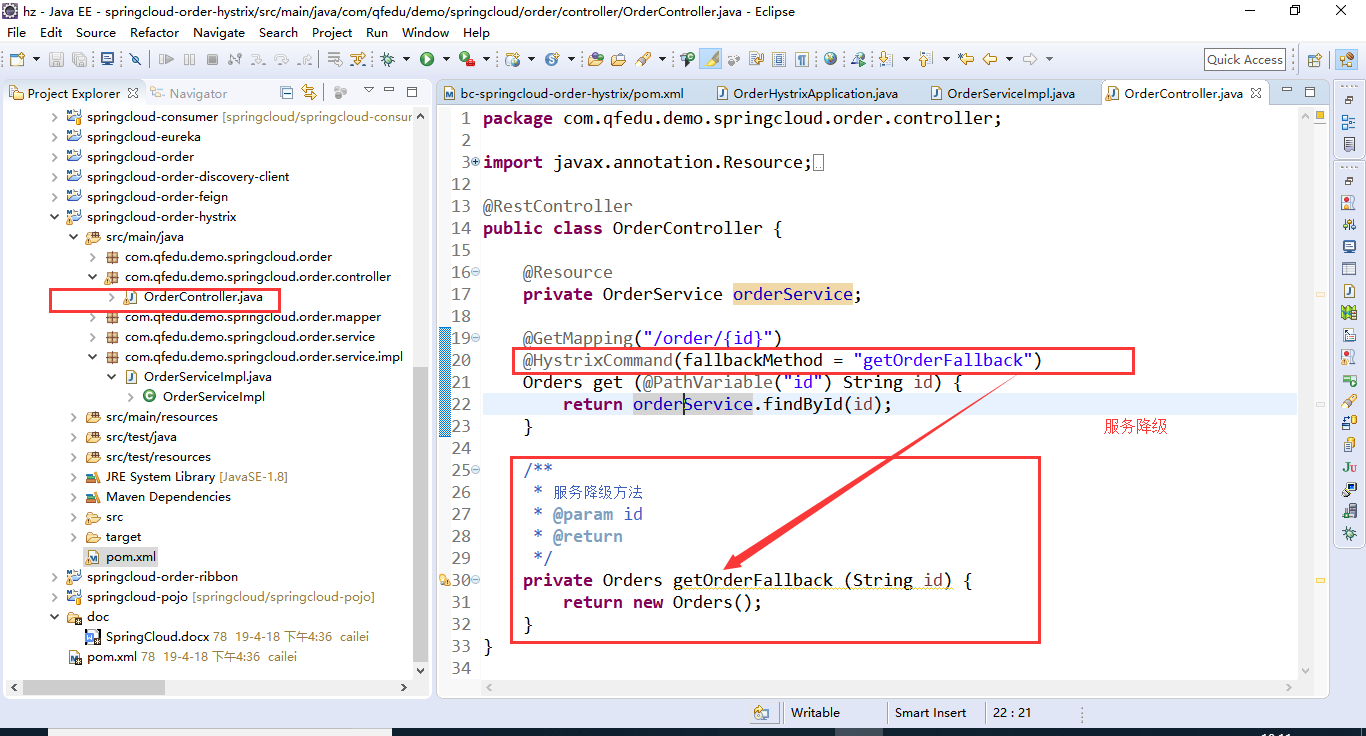 hz - Java EE - springcloud-order-hystrix/src/main/java/com/qfedu/demo/springcloud/order/controller/OrderController.java - Eclipse
File Edit Source Refactor Navigate Search Project Run Window Help
Quick Access
Project Explorer Navigator
springcloud-consumer [springcloud/springcloud-consur
springcloud-eureka
springcloud-order
springcloud-order-discovery-client
springcloud-order-feign
springcloud-order-hystrix
src/main/java
com.qfedu.demo.springcloud.order
com.qfedu.demo.springcloud.order.controller
OrderController.java
com.qfedu.demo.springcloud.order.mapper
com.qfedu.demo.springcloud.order.service
com.qfedu.demo.springcloud.order.service.impl
OrderServiceImpl.java
OrderServiceImpl
src/main/resources
src/test/java
src/test/resources
JRE System Library [JavaSE-1.8]
Maven Dependencies
src
target
pom.xml
springcloud-order-ribbon
springcloud-pojo [springcloud/springcloud-pojo]
doc
SpringCloud.docx 78 19-4-18 下午4:36 cailei
pom.xml 78 19-4-18 下午4:36 cailei
bc-springcloud-order-hystrix/pom.xml OrderHystrixApplication.java OrderServiceImpl.java OrderController.java
1 package com.qfedu.demo.springcloud.order.controller;
2
3 import javax.annotation.Resource;
12
13 @RestController
14 public class OrderController {
15
16 @Resource
17 private OrderService orderService;
18
19 @GetMapping("/order/{id}")
20 @HystrixCommand(fallbackMethod = "getOrderFallback")
21 Orders get (@PathVariable("id") String id) {
22 return orderService.findById(id);
23 }
服务降级
24
25 /**
26 * 服务降级方法
27 * @param id
28 * @return
29 */
30 private Orders getOrderFallback (String id) {
31 return new Orders();
32 }
33 }
34
Writable Smart Insert 22 : 21